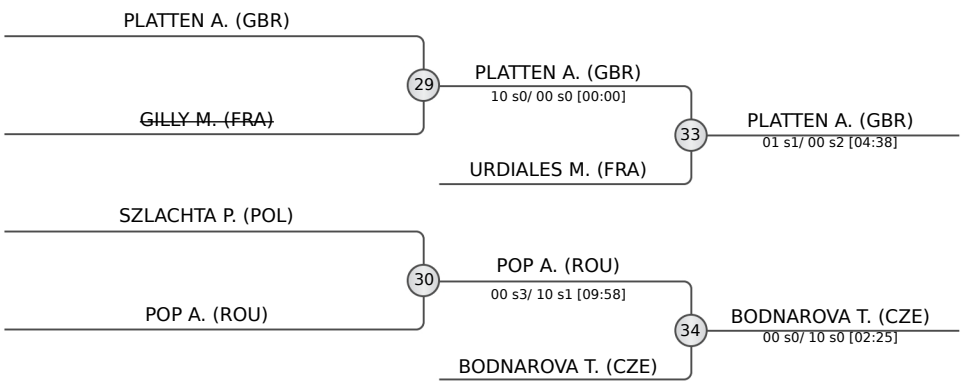 PLATTEN A. (GBR)
29
GILLY M. (FRA)
PLATTEN A. (GBR)
10 s0/ 00 s0 [00:00]
33
URDIALES M. (FRA)
PLATTEN A. (GBR)
01 s1/ 00 s2 [04:38]
SZLACHTA P. (POL)
30
POP A. (ROU)
POP A. (ROU)
00 s3/ 10 s1 [09:58]
34
BODNAROVA T. (CZE)
BODNAROVA T. (CZE)
00 s0/ 10 s0 [02:25]